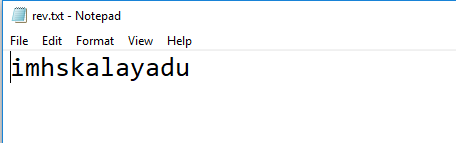 rev.txt - Notepad
File Edit Format View Help
imhskalayadu